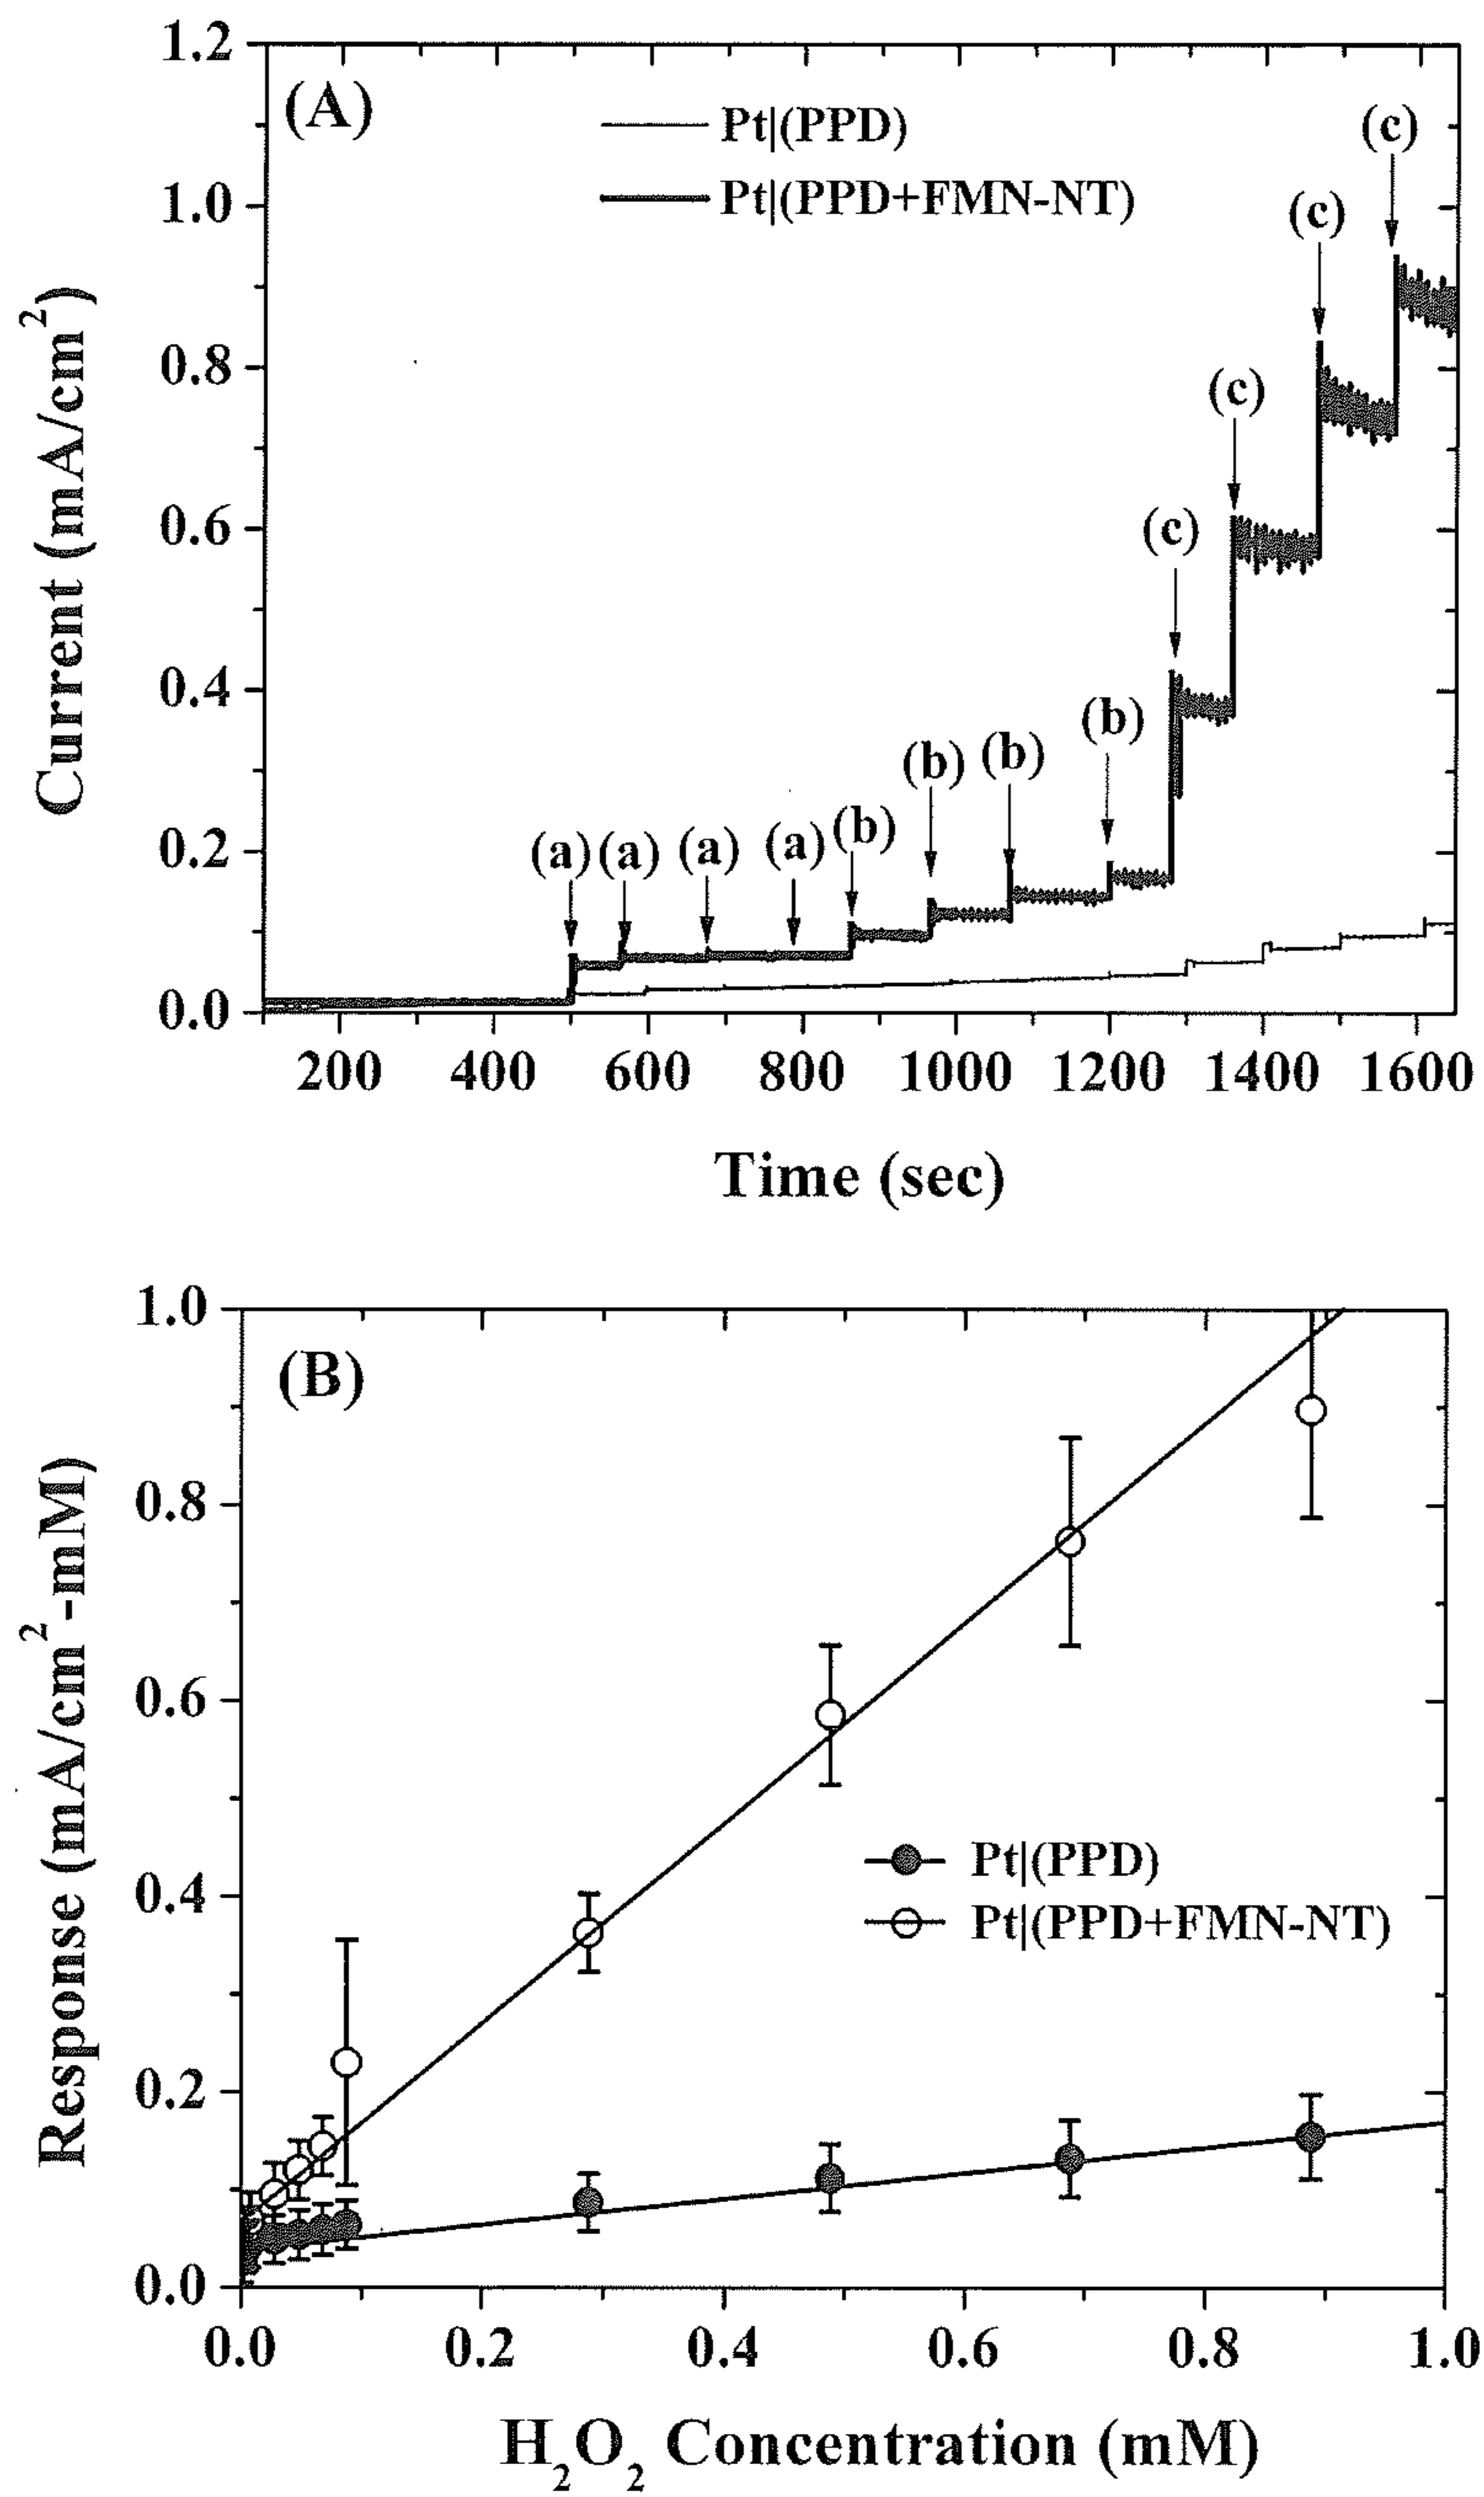 1.2
(A)
Pt|(PPD)
(c)
1.0
Pt|(PPD+FMN-NT)
(c)
0.8
(c)
0.6
(c)
0.4
(b)
(b)
(b)
0.2
(a) (a) (a) (a) (b)
0.0
200 400 600 800 1000 1200 1400 1600
Current (mA/cm²)
Time (sec)
1.0
(B)
0.8
0.6
Pt|(PPD)
0.4
Pt|(PPD+FMN-NT)
0.2
0.0
0.0 0.2 0.4 0.6 0.8 1.0
Response (mA/cm²-mM)
H₂O₂ Concentration (mM)